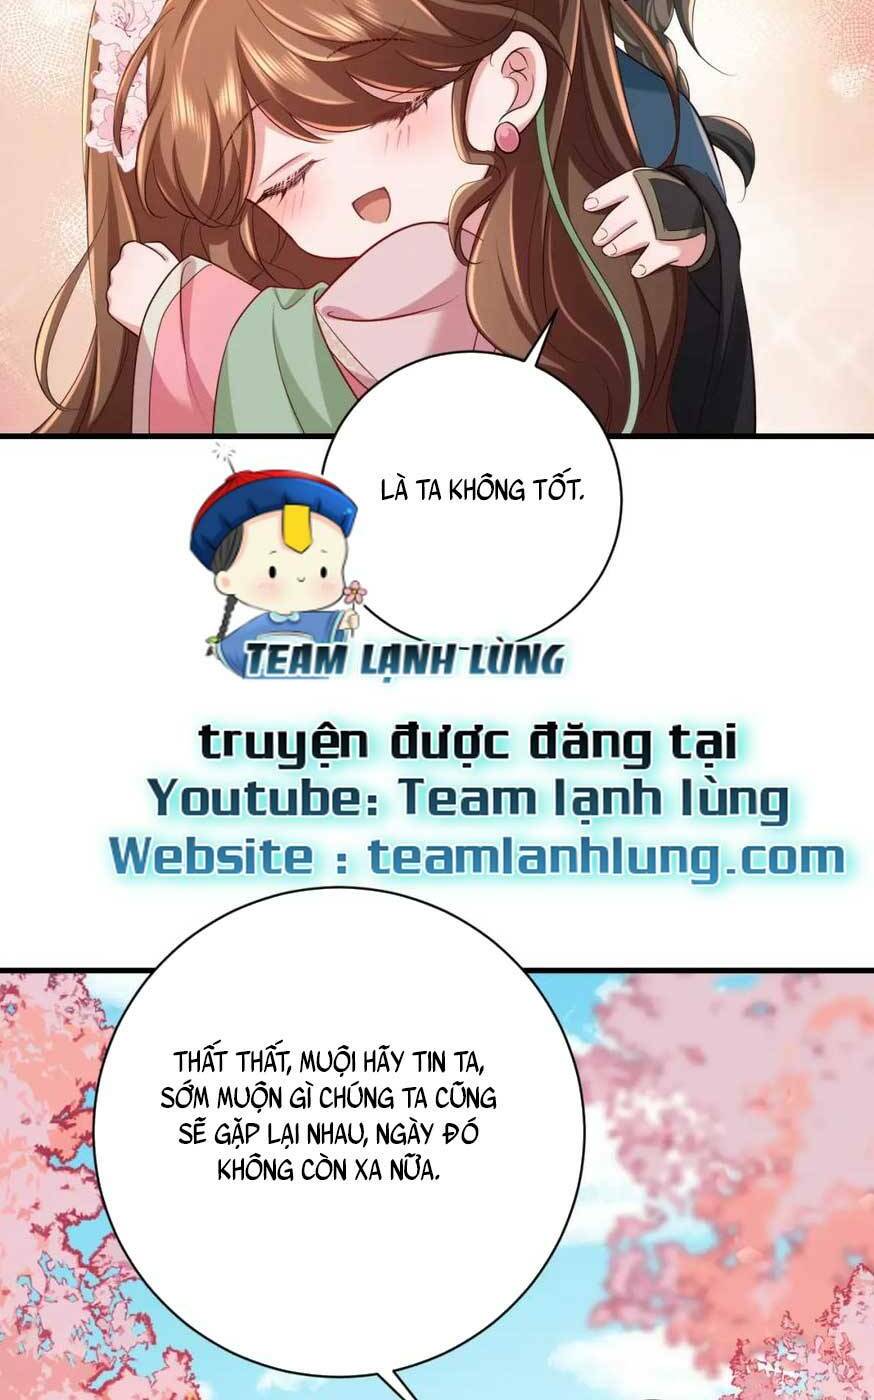 LÀ TA KHÔNG TỐT.
TEAM LẠNH LÙNG
truyện được đăng tại
Youtube: Team lạnh lùng
Website : teamlanhlung.com
THẤT THẤT, MUỘI HÃY TIN TA,
SỚM MUỘN GÌ CHÚNG TA CŨNG
SẼ GẶP LẠI NHAU, NGÀY ĐÓ
KHÔNG CÒN XA NỮA.